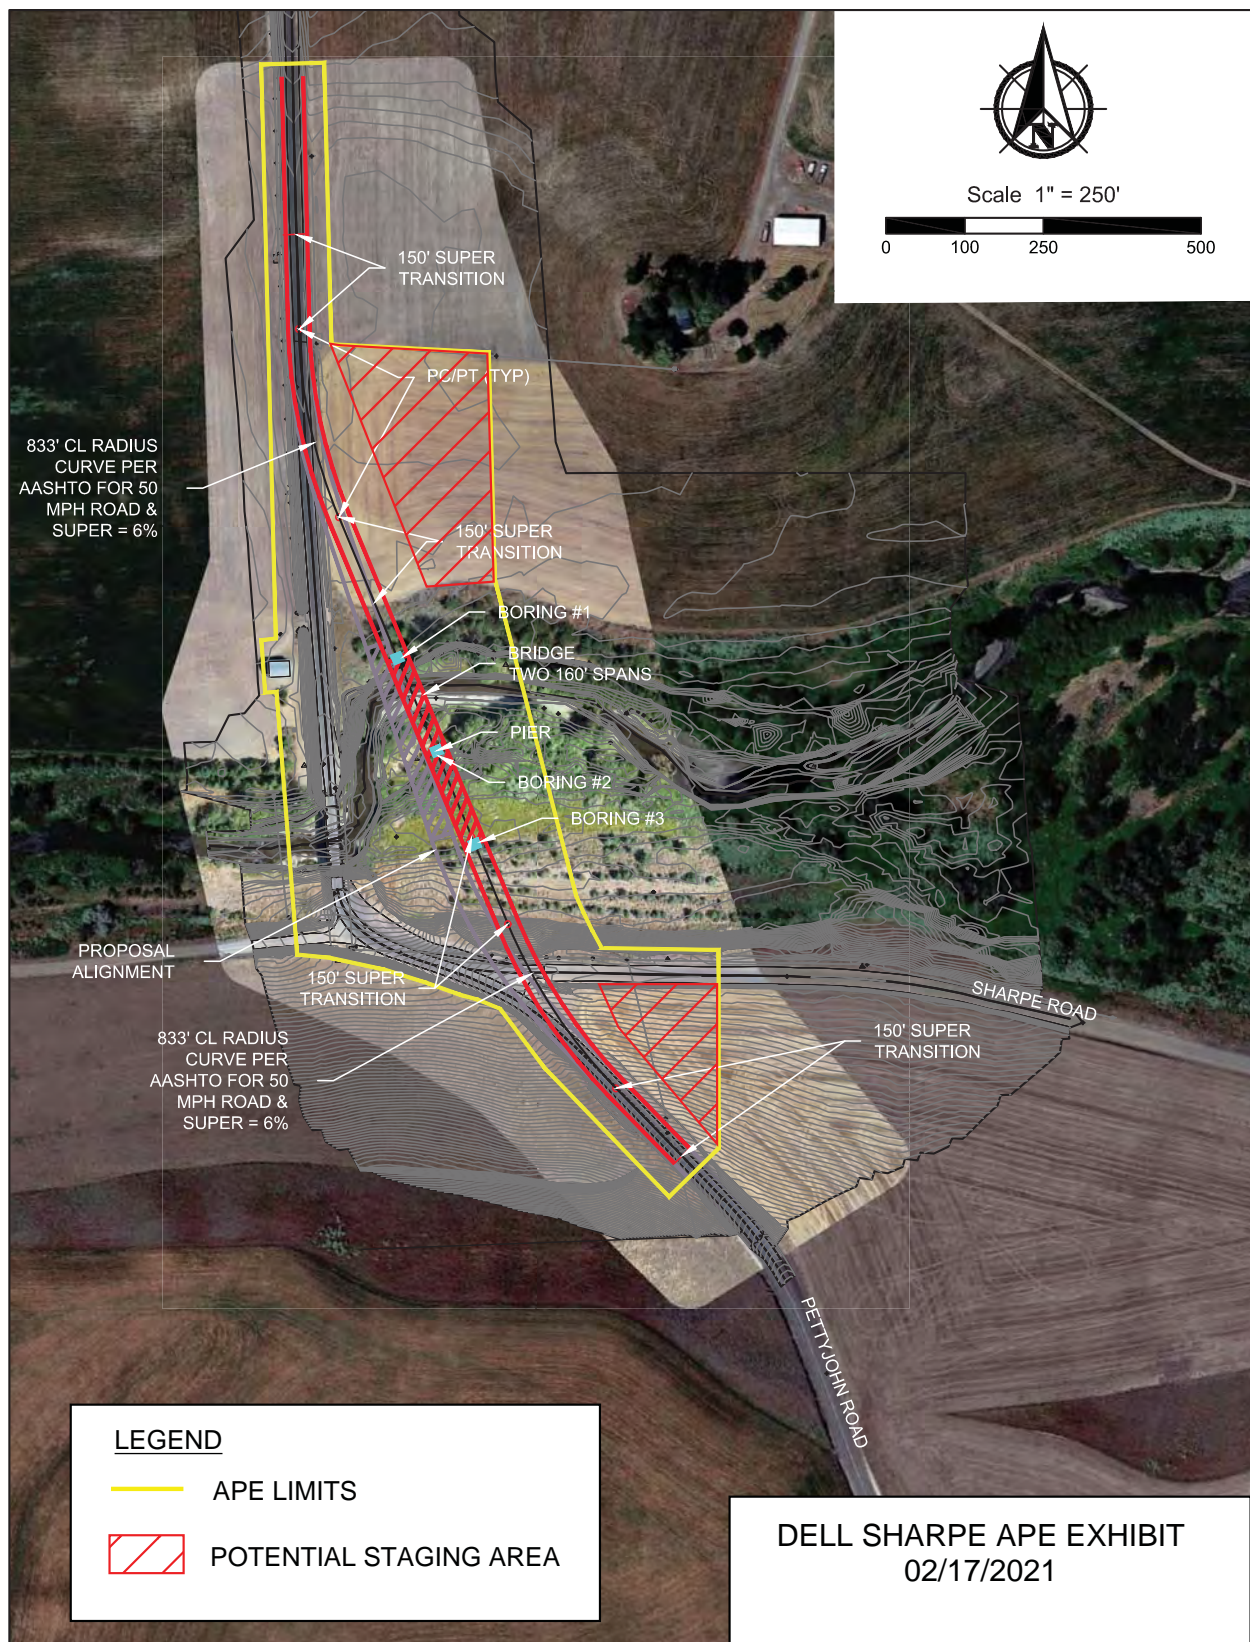 N
Scale 1" = 250'
0 100 250 500
150' SUPER
TRANSITION
PC/PT (TYP)
833' CL RADIUS
CURVE PER
AASHTO FOR 50
MPH ROAD &
SUPER = 6%
150' SUPER
TRANSITION
BORING #1
BRIDGE
TWO 160' SPANS
PIER
BORING #2
BORING #3
PROPOSAL
ALIGNMENT
150' SUPER
TRANSITION
SHARPE ROAD
833' CL RADIUS
CURVE PER
AASHTO FOR 50
MPH ROAD &
SUPER = 6%
150' SUPER
TRANSITION
PETTYJOHN ROAD
LEGEND
APE LIMITS
POTENTIAL STAGING AREA
DELL SHARPE APE EXHIBIT
02/17/2021